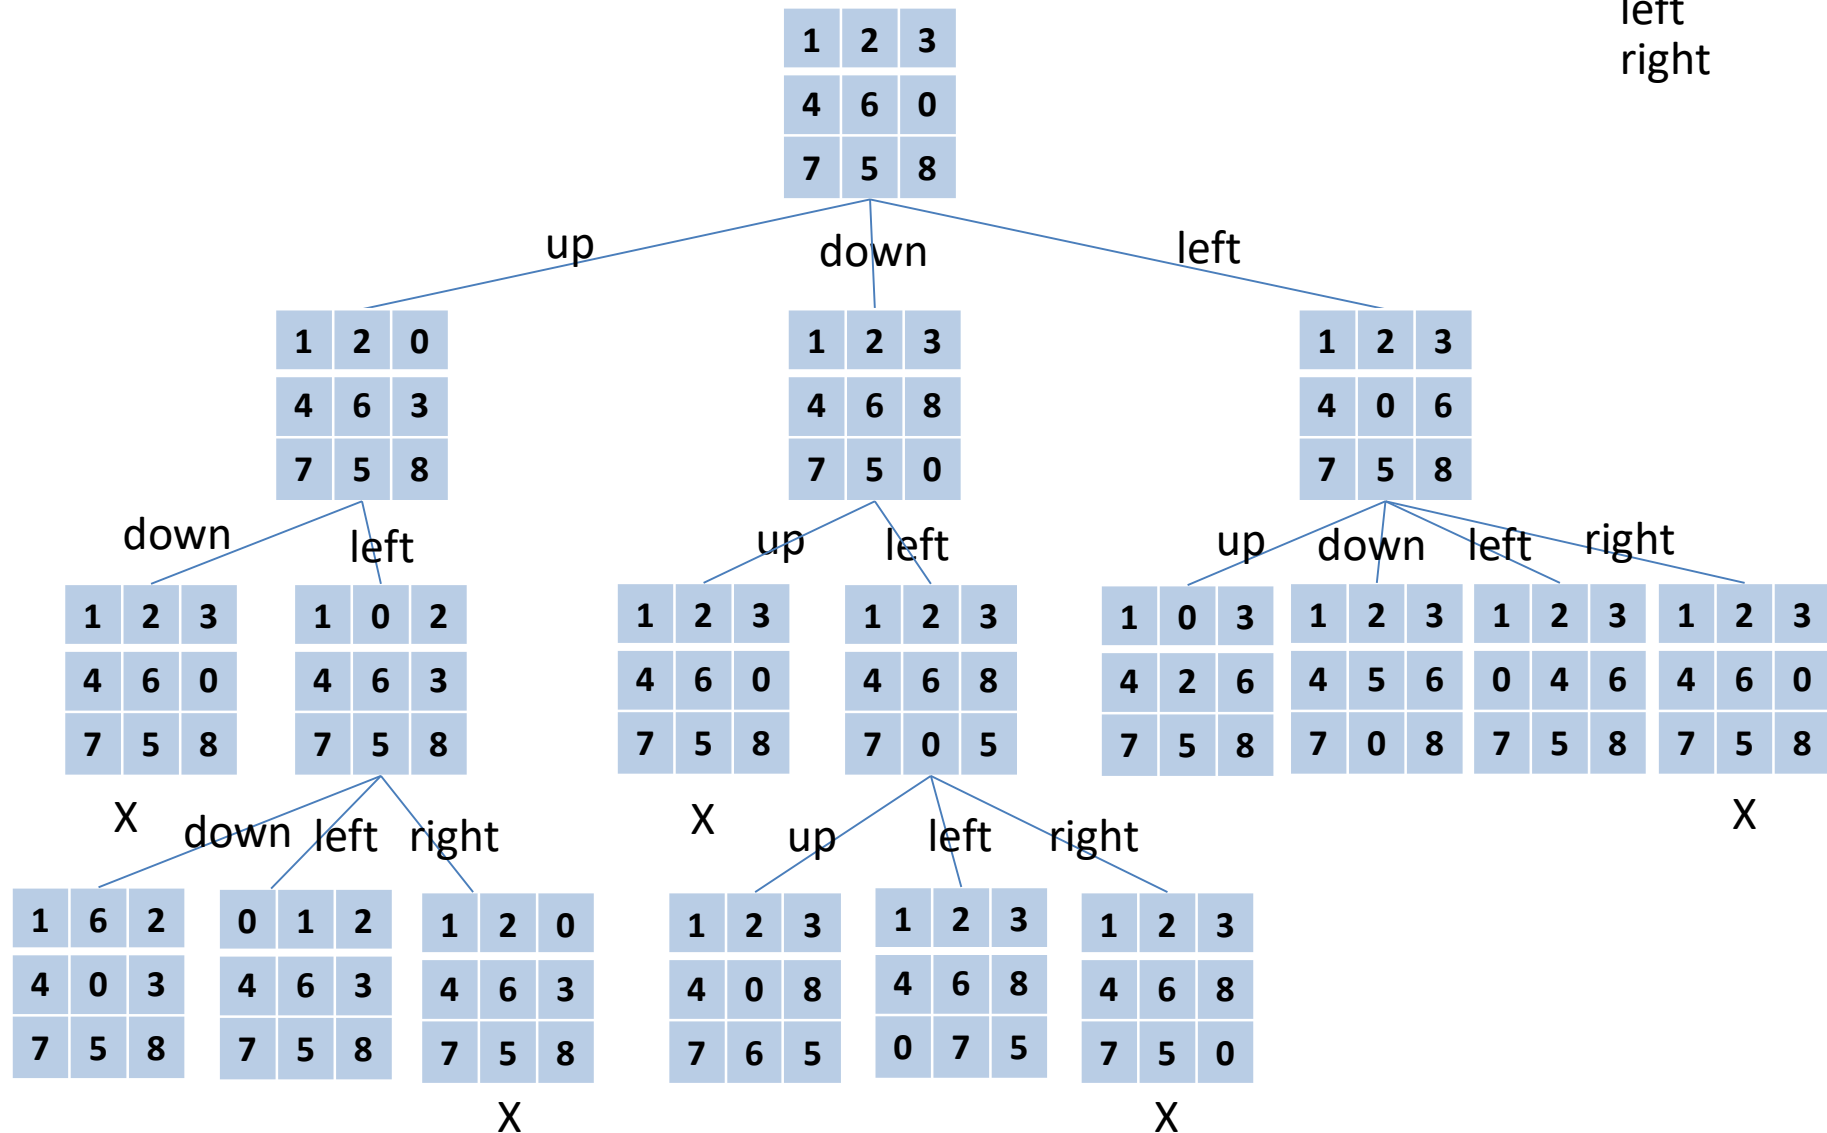 left
right
1 2 3
4 6 0
7 5 8
up down left
1 2 0 1 2 3 1 2 3
4 6 3 4 6 8 4 0 6
7 5 8 7 5 0 7 5 8
down left up left up down left right
1 2 3 1 0 2 1 2 3 1 2 3 1 0 3 1 2 3 1 2 3 1 2 3
4 6 0 4 6 3 4 6 0 4 6 8 4 2 6 4 5 6 0 4 6 4 6 0
7 5 8 7 5 8 7 5 8 7 0 5 7 5 8 7 0 8 7 5 8 7 5 8
X X X
down left right up left right
1 6 2 0 1 2 1 2 0 1 2 3 1 2 3 1 2 3
4 0 3 4 6 3 4 6 3 4 0 8 4 6 8 4 6 8
7 5 8 7 5 8 7 5 8 7 6 5 0 7 5 7 5 0
X X